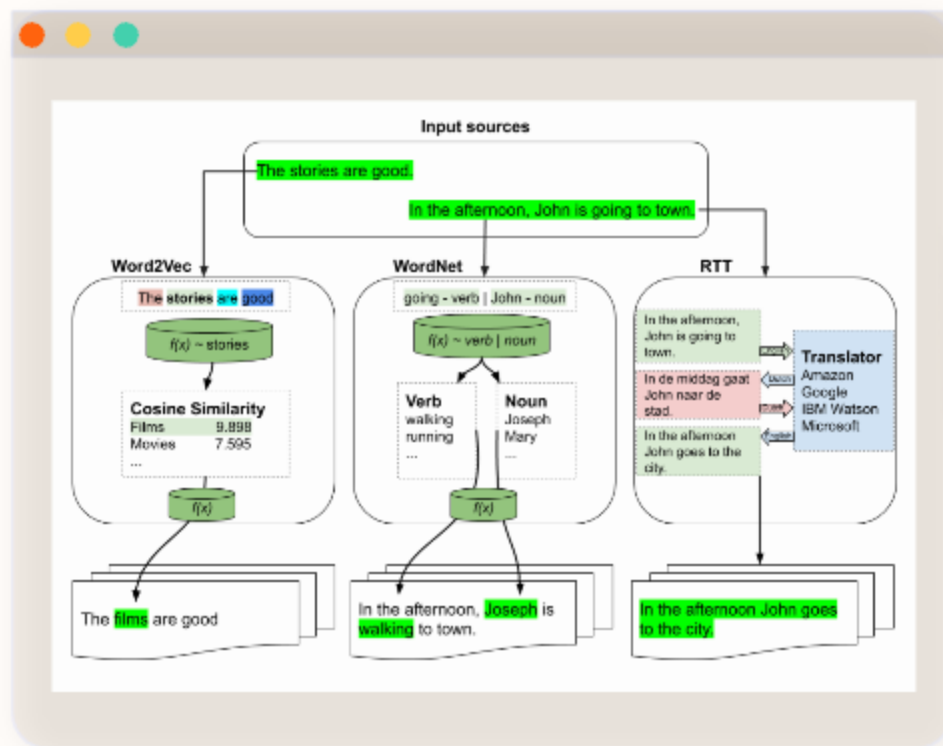 Input sources
The stories are good.
In the afternoon, John is going to town.
Word2Vec
The stories are good
f(x) ~ stories
Cosine Similarity
Films 9.898
Movies 7.595
...
f(x)
The films are good
WordNet
going - verb | John - noun
f(x) ~ verb | noun
Verb
walking
running
...
Noun
Joseph
Mary
....
f(x)
In the afternoon, Joseph is
walking to town.
RTT
In the afternoon,
John is going to
town.
In de middag gaat
John naar de
stad.
In the afternoon
John goes to the
city.
Dutch
English
Translator
Amazon
Google
IBM Watson
Microsoft
In the afternoon John goes
to the city.